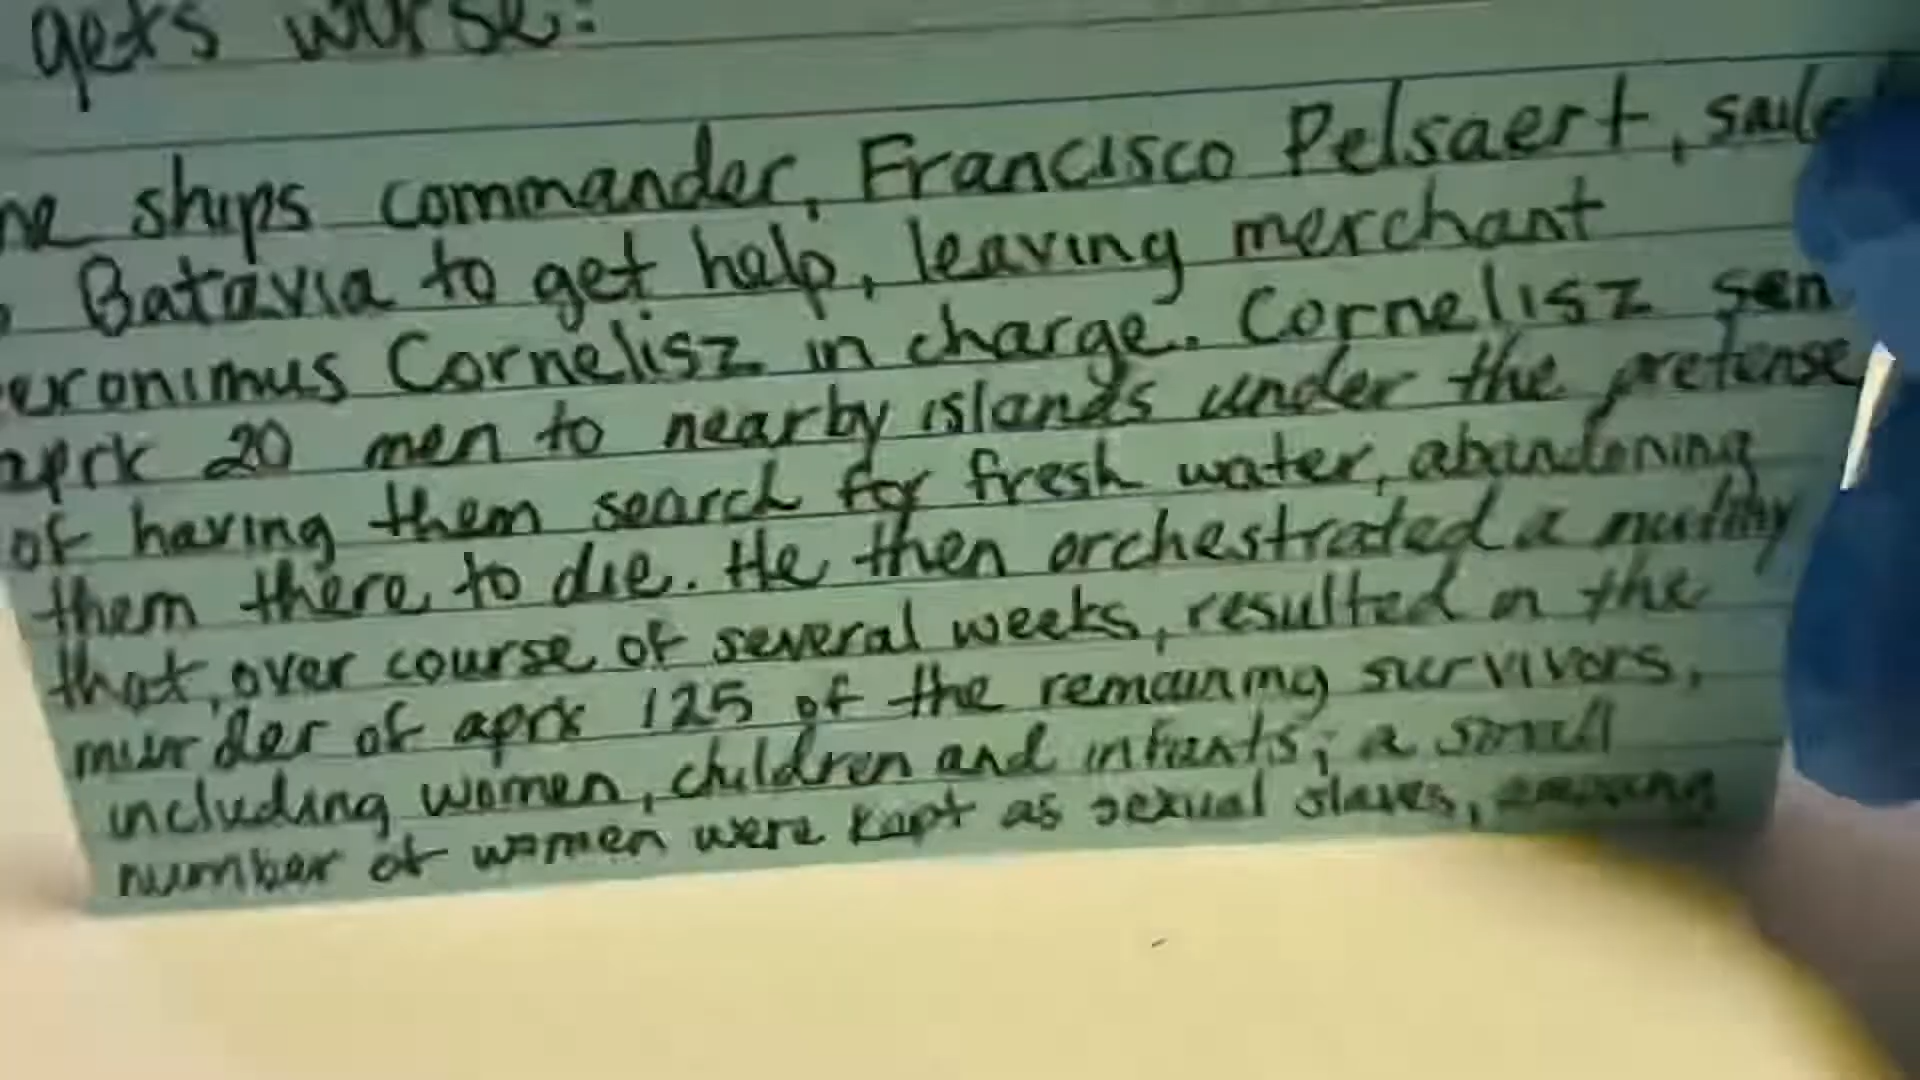 gets worse:
ne ships commander, Francisco Pelsaert, saile
Batavia to get help, leaving merchant
eronimus Cornelisz in charge. Cornelisz sen
aprk 20 men to nearby islands under the pretense
of having them search for fresh water, abandoning
them there to die. He then orchestrated a mutiny
that, over course of several weeks, resulted in the
murder of aprx 125 of the remaining survivors,
including women, children and infants; a small
number of women were kept as sexual slaves, among